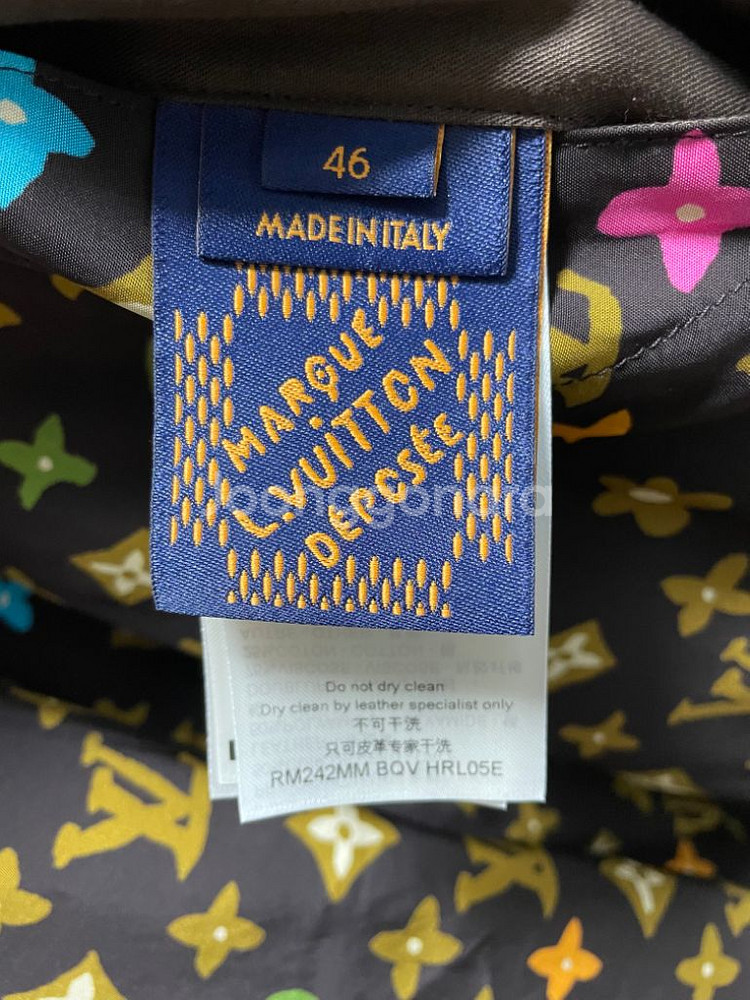 46
MADE IN ITALY
MARQUE
L.VUITTON
DÉPOSÉE
Do not dry clean
Dry clean by leather specialist only
不可干洗
只可皮革专家干洗
RM242MM BQV HRL05E